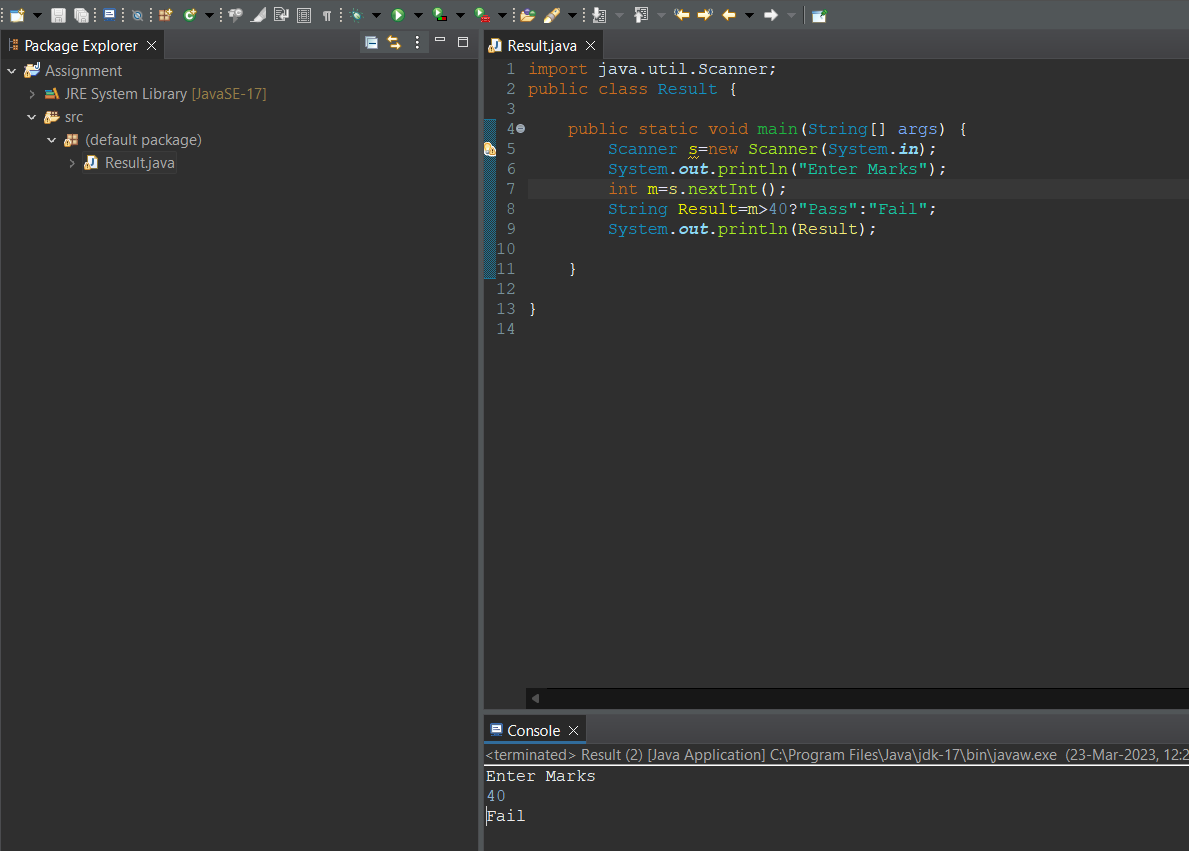 Package Explorer
Assignment
JRE System Library [JavaSE-17]
src
(default package)
Result.java
Result.java
1 import java.util.Scanner;
2 public class Result {
3
4 public static void main(String[] args) {
5 Scanner s=new Scanner(System.in);
6 System.out.println("Enter Marks");
7 int m=s.nextInt();
8 String Result=m>40?"Pass":"Fail";
9 System.out.println(Result);
10
11 }
12
13 }
14
Console
<terminated> Result (2) [Java Application] C:\Program Files\Java\jdk-17\bin\javaw.exe (23-Mar-2023, 12:2
Enter Marks
40
Fail